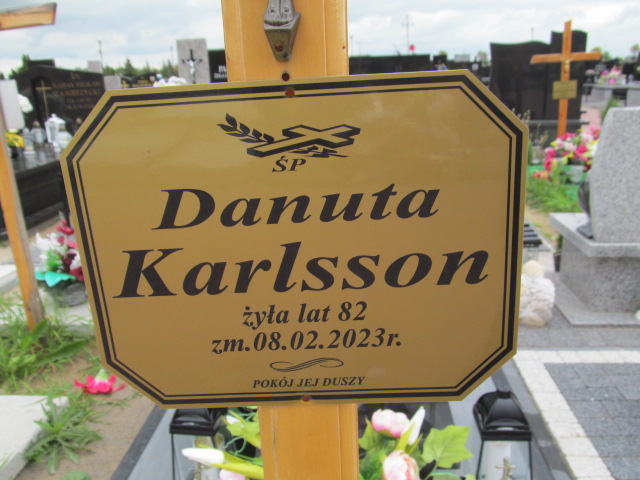 ŚP
Danuta
Karlsson
żyła lat 82
zm.08.02.2023r.
POKÓJ JEJ DUSZY